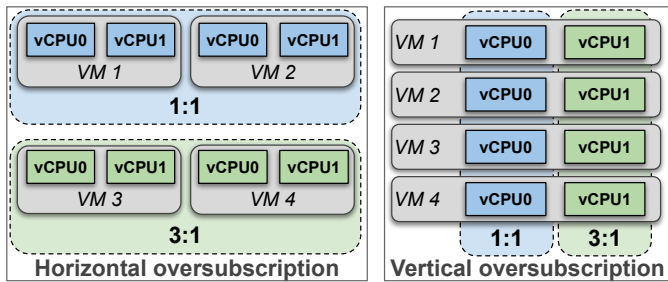 vCPU0 vCPU1 vCPU0 vCPU1
VM 1 VM 2
1:1
vCPU0 vCPU1 vCPU0 vCPU1
VM 3 VM 4
3:1
Horizontal oversubscription
VM 1 vCPU0 vCPU1
VM 2 vCPU0 vCPU1
VM 3 vCPU0 vCPU1
VM 4 vCPU0 vCPU1
1:1 3:1
Vertical oversubscription